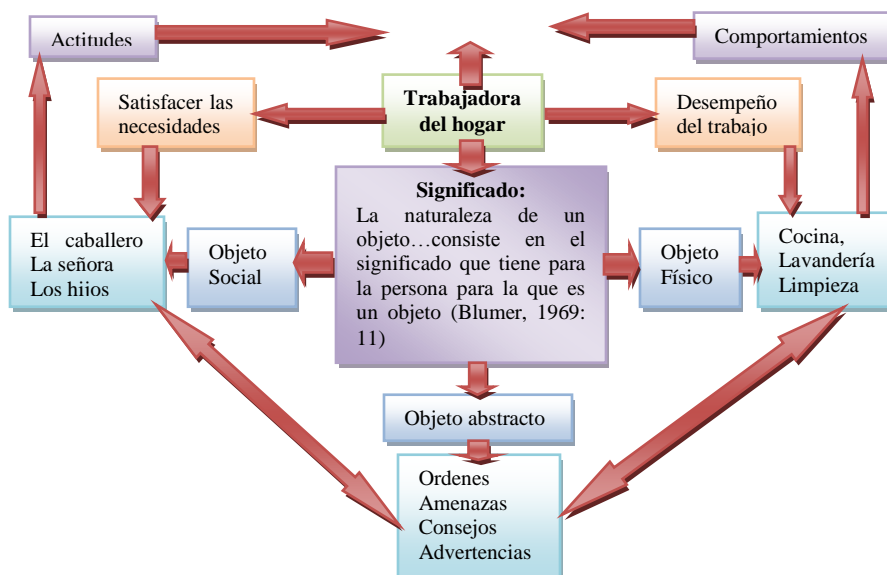 Actitudes
Comportamientos
Satisfacer las
necesidades
Trabajadora
del hogar
Desempeño
del trabajo
Significado:
La naturaleza de un
objeto…consiste en el
significado que tiene para
la persona para la que es
un objeto (Blumer, 1969:
11)
El caballero
La señora
Los hijos
Objeto
Social
Objeto
Físico
Cocina,
Lavandería
Limpieza
Objeto abstracto
Ordenes
Amenazas
Consejos
Advertencias